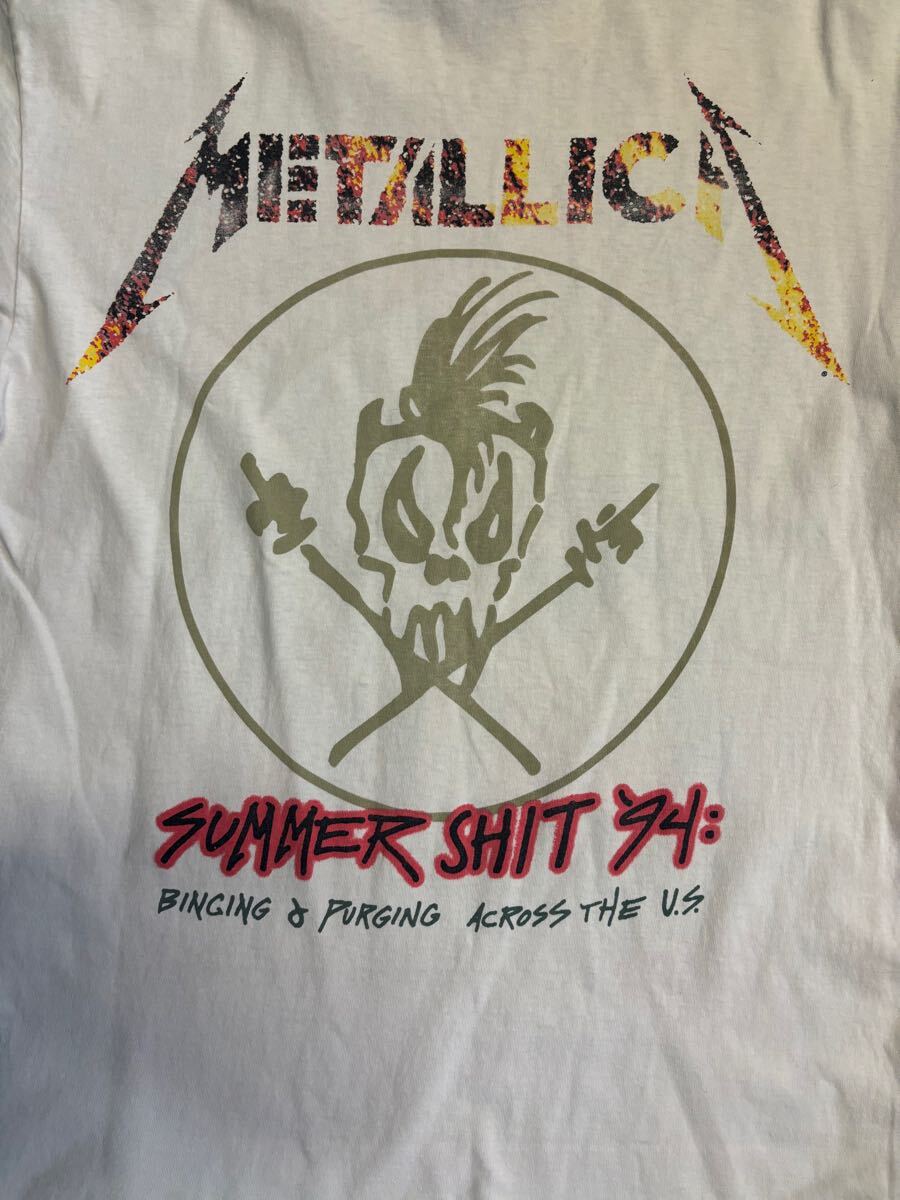 METALLICA
®
SUMMER SHIT '94:
BINGING & PURGING ACROSS THE U.S.